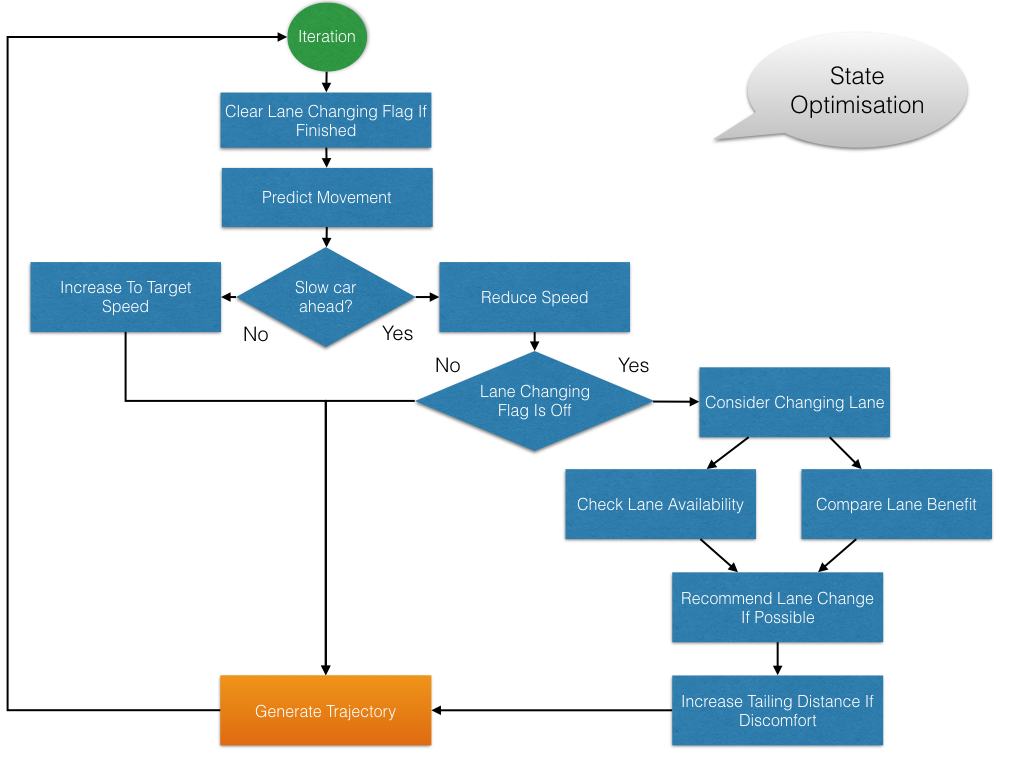 Iteration
State
Optimisation
Clear Lane Changing Flag If
Finished
Predict Movement
Increase To Target
Speed
Slow car
ahead?
Reduce Speed
No
Yes
No
Yes
Lane Changing
Flag Is Off
Consider Changing Lane
Check Lane Availability
Compare Lane Benefit
Recommend Lane Change
If Possible
Generate Trajectory
Increase Tailing Distance If
Discomfort